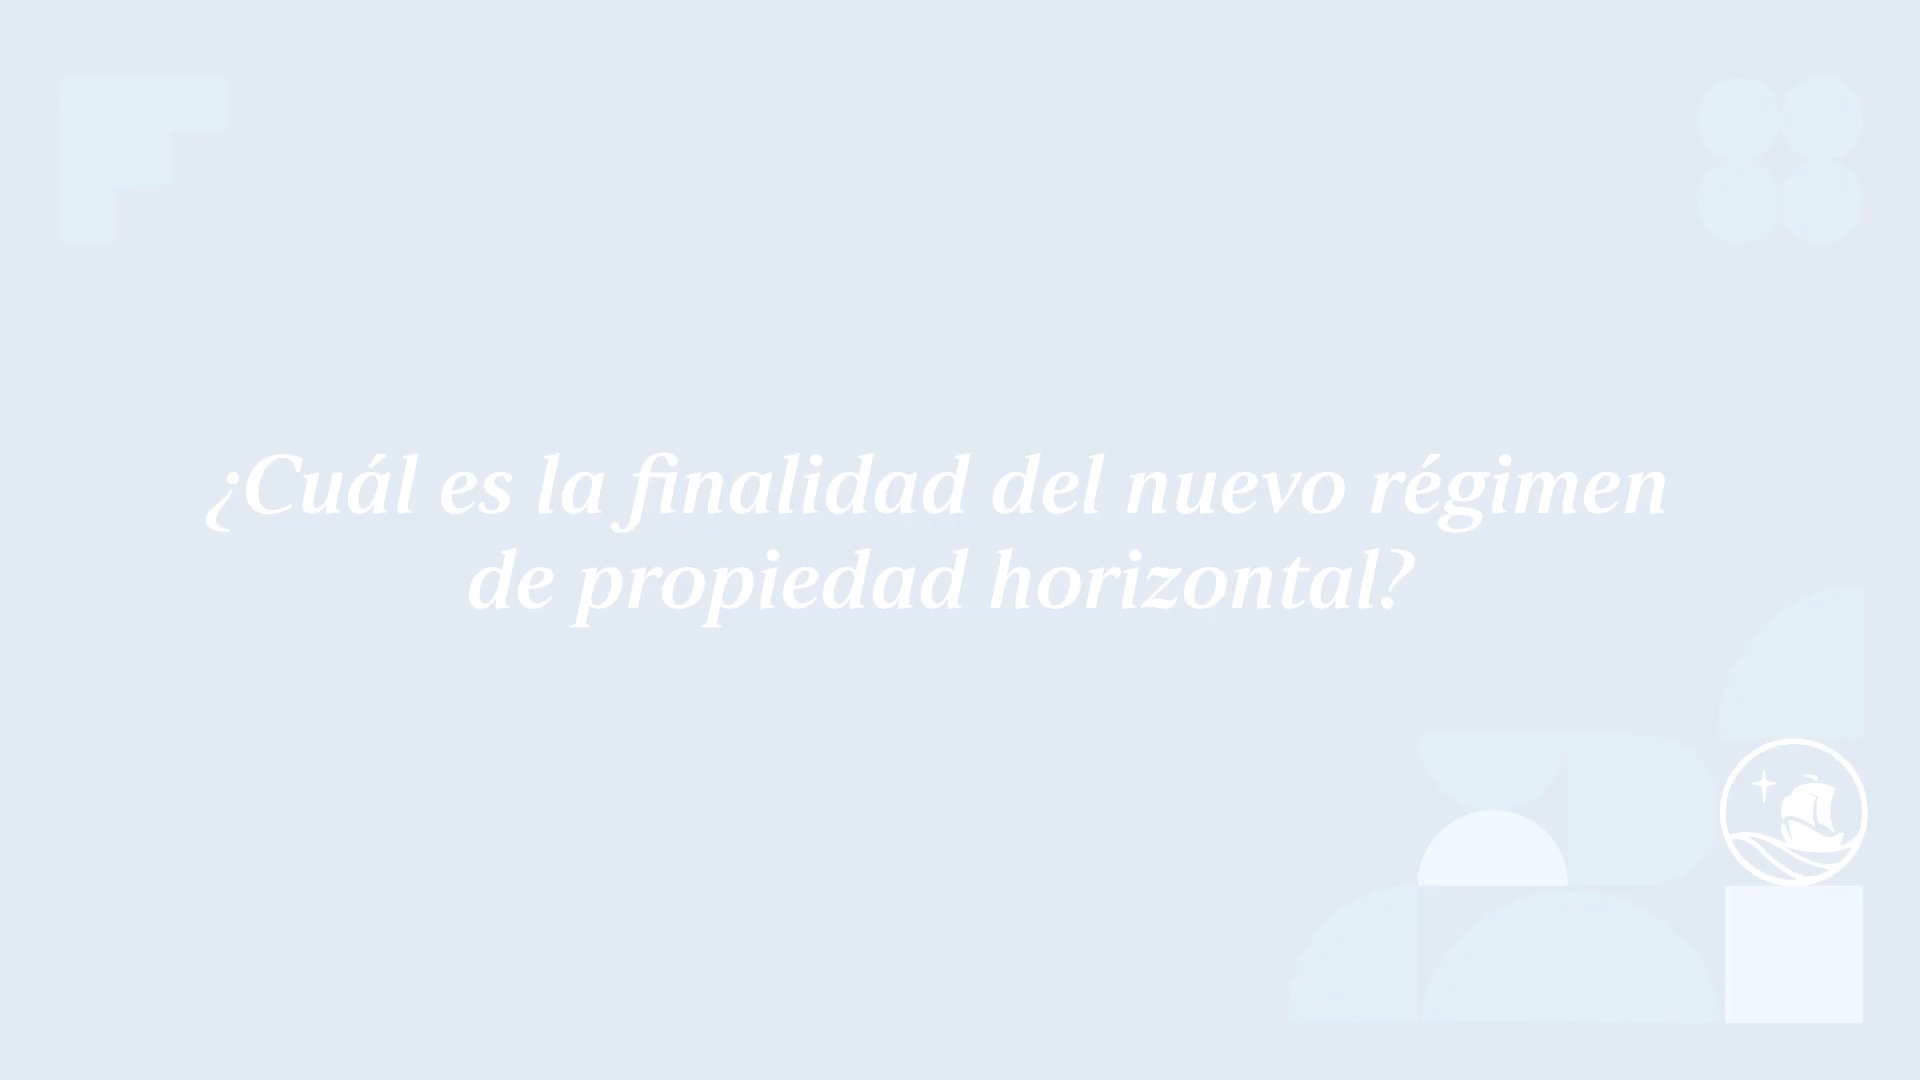 ¿Cuál es la finalidad del nuevo régimen
de propiedad horizontal?